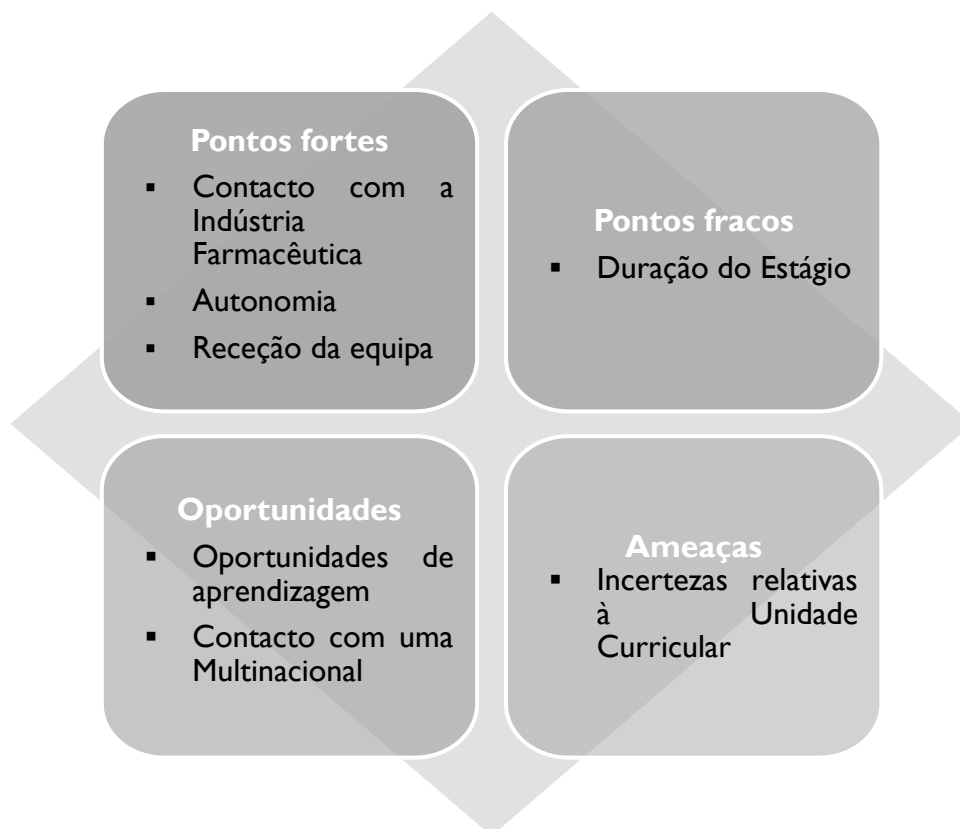 Pontos fortes
▪ Contacto com a
Indústria
Farmacêutica
▪ Autonomia
▪ Receção da equipa
Pontos fracos
▪ Duração do Estágio
Oportunidades
▪ Oportunidades de
aprendizagem
▪ Contacto com uma
Multinacional
Ameaças
▪ Incertezas relativas
à Unidade
Curricular